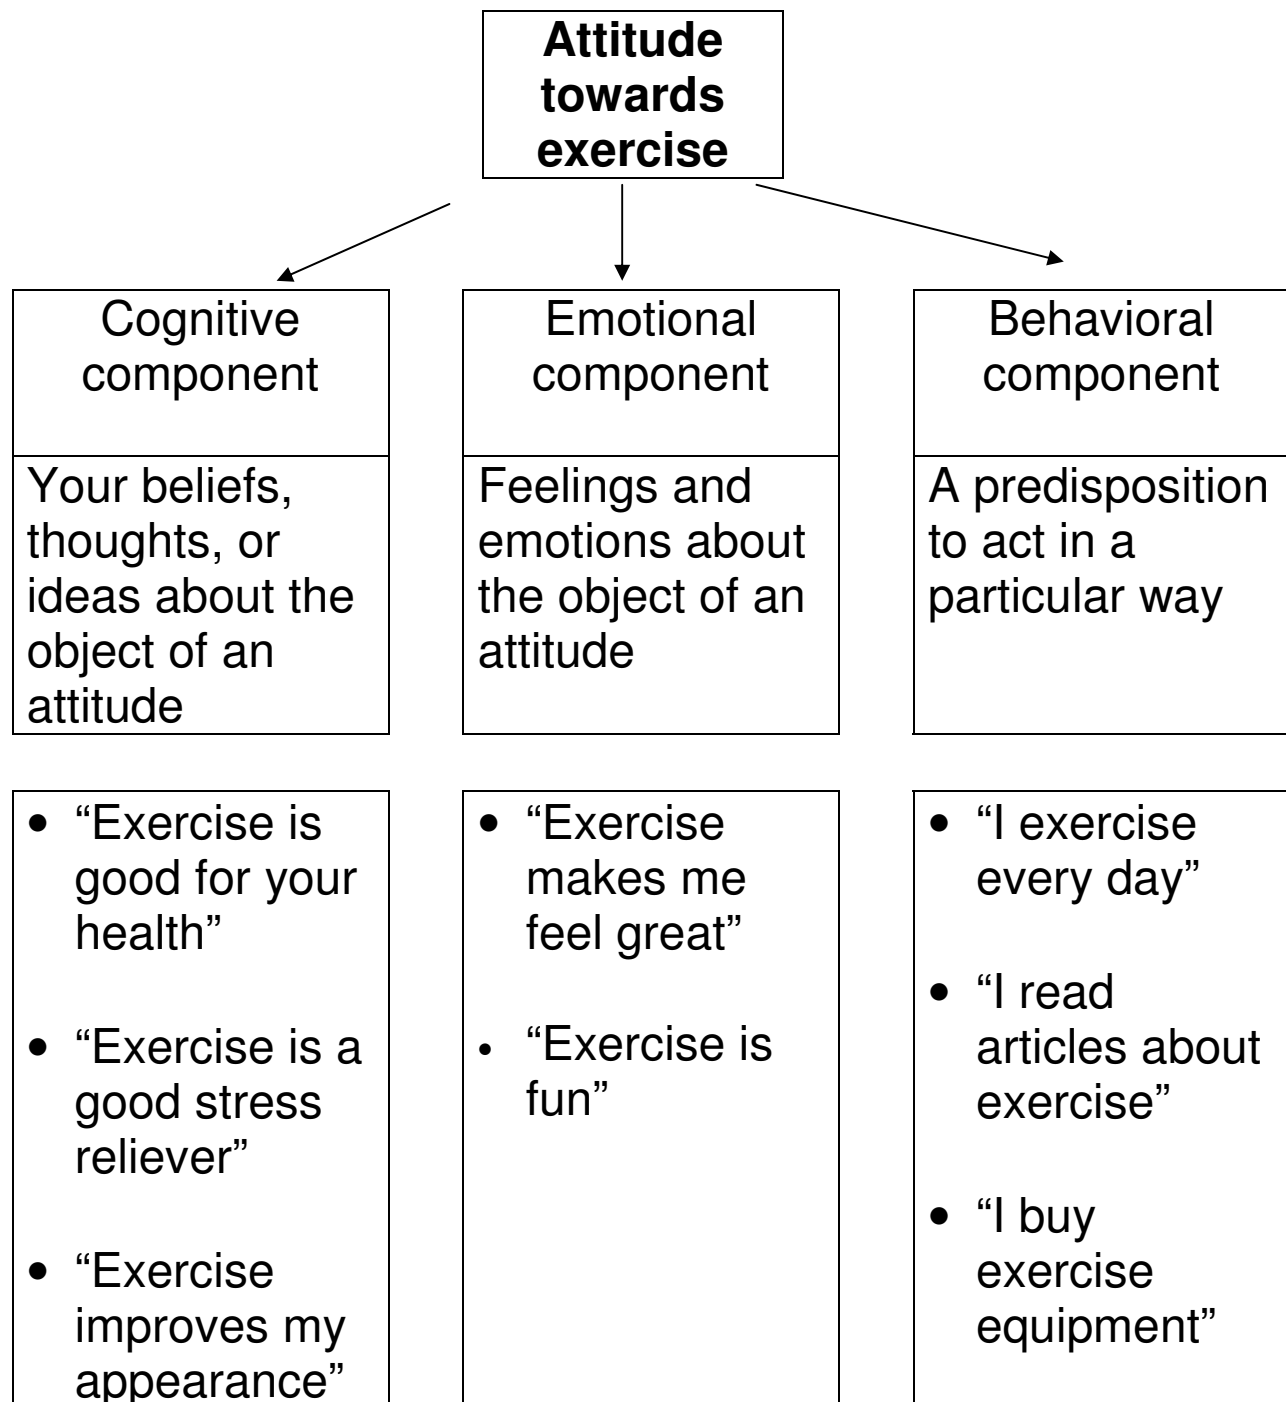 Attitude
towards
exercise
Cognitive
component
Your beliefs,
thoughts, or
ideas about the
object of an
attitude
• “Exercise is
good for your
health”
• “Exercise is a
good stress
reliever”
• “Exercise
improves my
appearance”
Emotional
component
Feelings and
emotions about
the object of an
attitude
• “Exercise
makes me
feel great”
• “Exercise is
fun”
Behavioral
component
A predisposition
to act in a
particular way
• “I exercise
every day”
• “I read
articles about
exercise”
• “I buy
exercise
equipment”